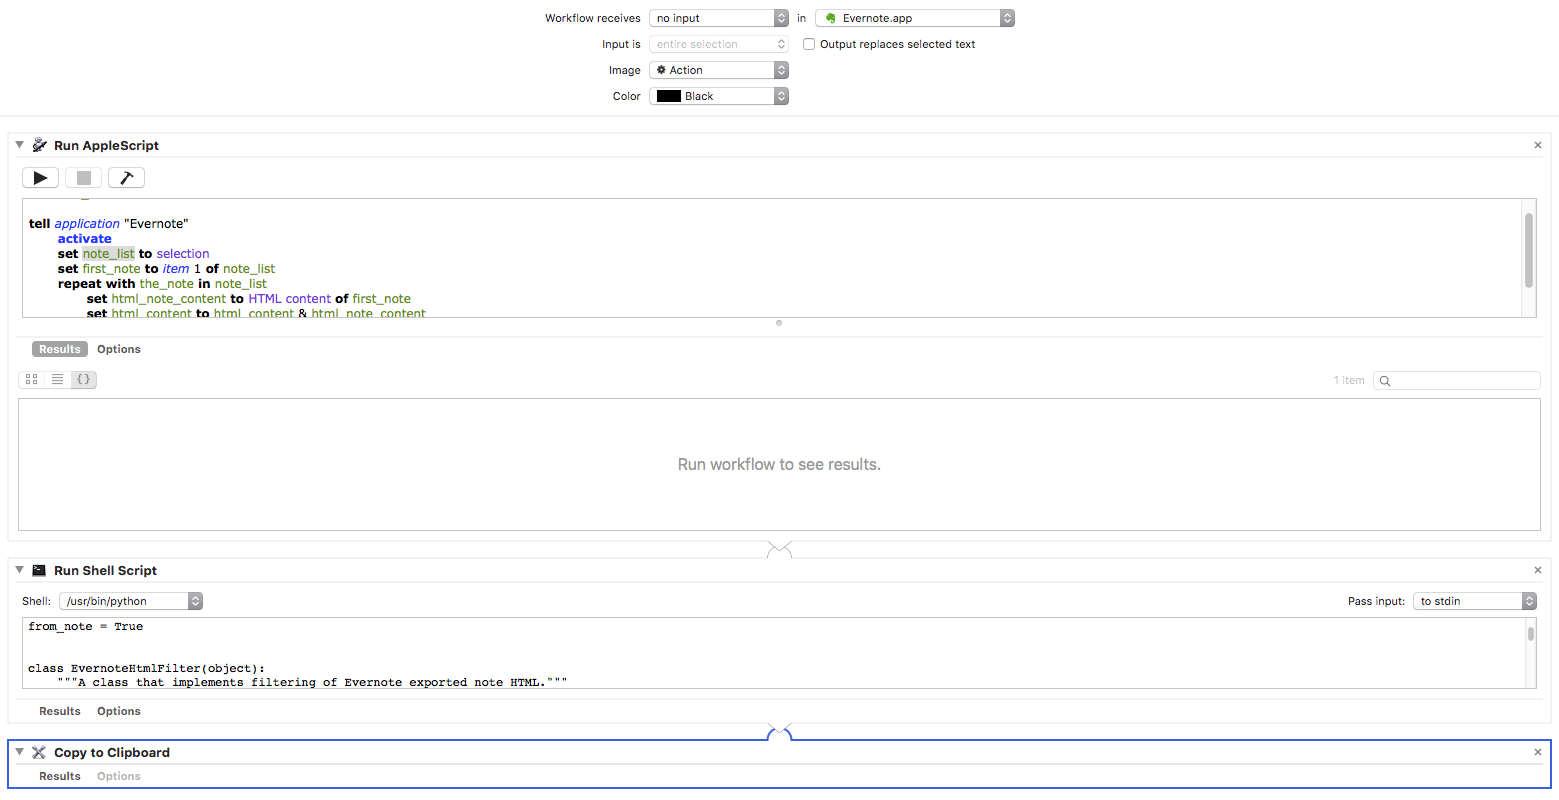 Workflow receives no input in Evernote.app
Input is entire selection Output replaces selected text
Image Action
Color Black
Run AppleScript
tell application "Evernote"
activate
set note_list to selection
set first_note to item 1 of note_list
repeat with the_note in note_list
set html_note_content to HTML content of first_note
set html_content to html_content & html_note_content
Results Options
{} 1 item
Run workflow to see results.
Run Shell Script
Shell: /usr/bin/python Pass input: to stdin
from_note = True
class EvernoteHtmlFilter(object):
"""A class that implements filtering of Evernote exported note HTML."""
Results Options
Copy to Clipboard
Results Options